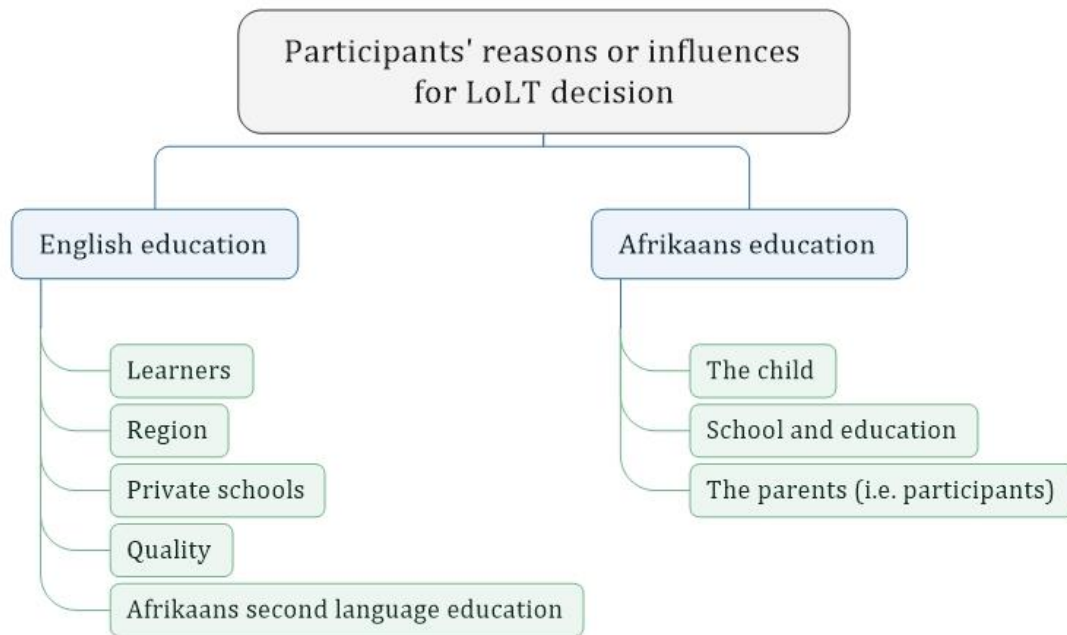 Participants' reasons or influences
for LoLT decision
English education
Learners
Region
Private schools
Quality
Afrikaans second language education
Afrikaans education
The child
School and education
The parents (i.e. participants)